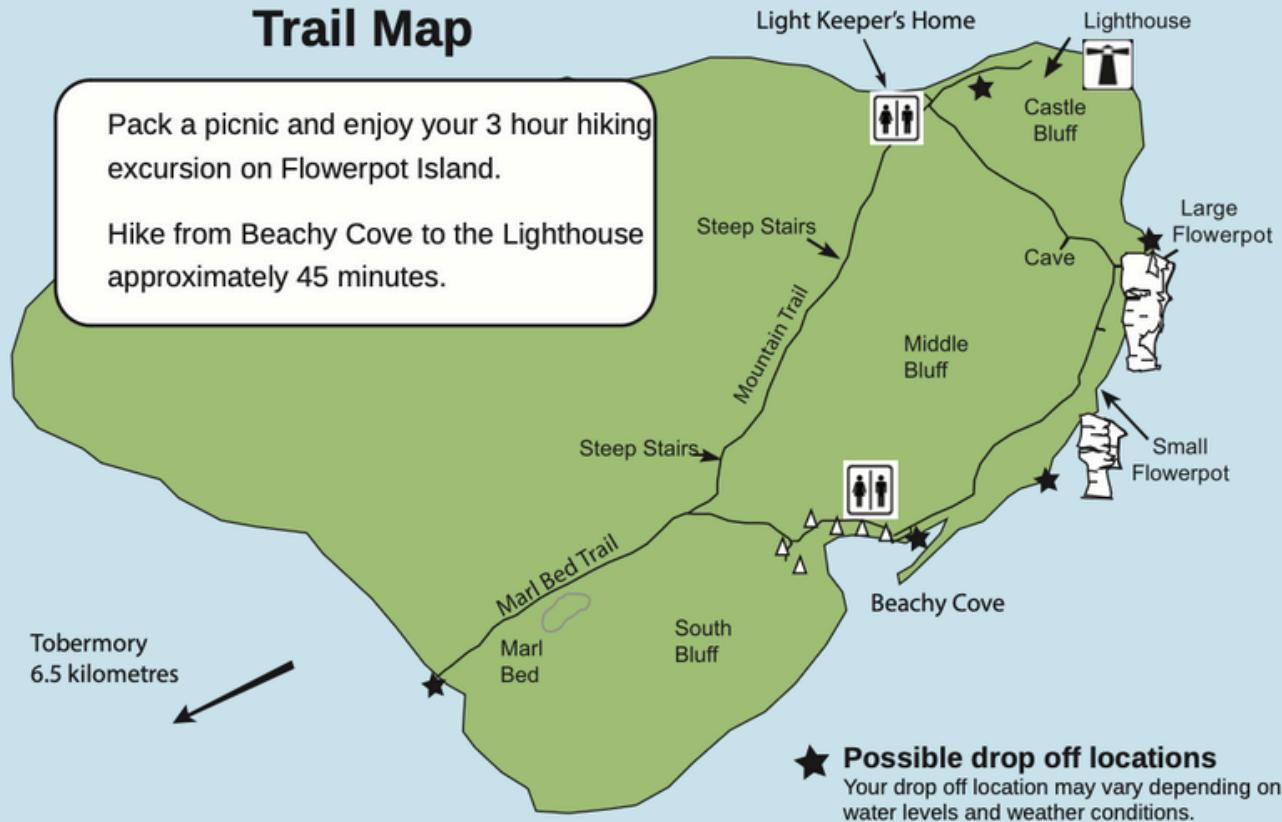 Trail Map
Light Keeper's Home
Lighthouse
Pack a picnic and enjoy your 3 hour hiking
excursion on Flowerpot Island.
Hike from Beachy Cove to the Lighthouse
approximately 45 minutes.
Castle
Bluff
Large
Flowerpot
Steep Stairs
Cave
Mountain Trail
Middle
Bluff
Steep Stairs
Small
Flowerpot
Marl Bed Trail
Beachy Cove
Marl
Bed
South
Bluff
Tobermory
6.5 kilometres
Possible drop off locations
Your drop off location may vary depending on
water levels and weather conditions.